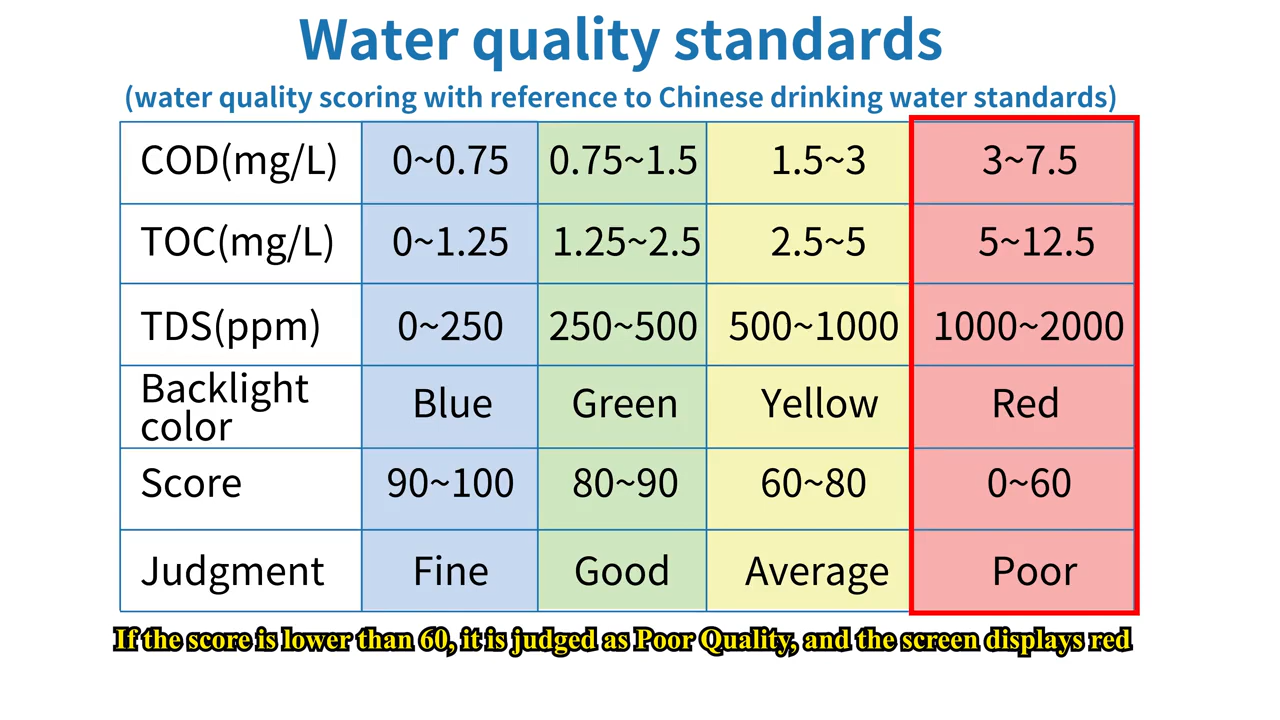 Water quality standards
(water quality scoring with reference to Chinese drinking water standards)
COD(mg/L) 0~0.75 0.75~1.5 1.5~3 3~7.5
TOC(mg/L) 0~1.25 1.25~2.5 2.5~5 5~12.5
TDS(ppm) 0~250 250~500 500~1000 1000~2000
Backlight
color Blue Green Yellow Red
Score 90~100 80~90 60~80 0~60
Judgment Fine Good Average Poor
If the score is lower than 60, it is judged as Poor Quality, and the screen displays red